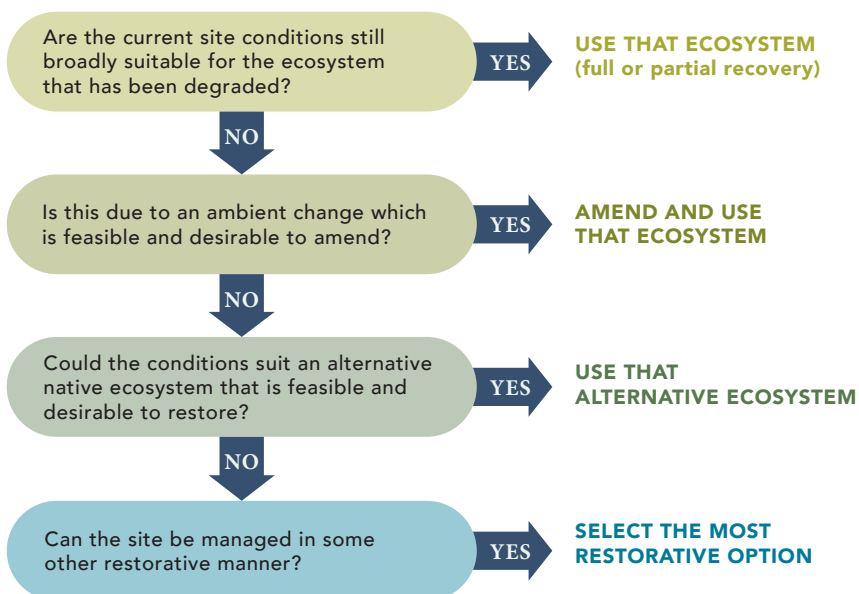 Are the current site conditions still
broadly suitable for the ecosystem
that has been degraded?
YES
USE THAT ECOSYSTEM
(full or partial recovery)
NO
Is this due to an ambient change which
is feasible and desirable to amend?
YES
AMEND AND USE
THAT ECOSYSTEM
NO
Could the conditions suit an alternative
native ecosystem that is feasible and
desirable to restore?
YES
USE THAT
ALTERNATIVE ECOSYSTEM
NO
Can the site be managed in some
other restorative manner?
YES
SELECT THE MOST
RESTORATIVE OPTION